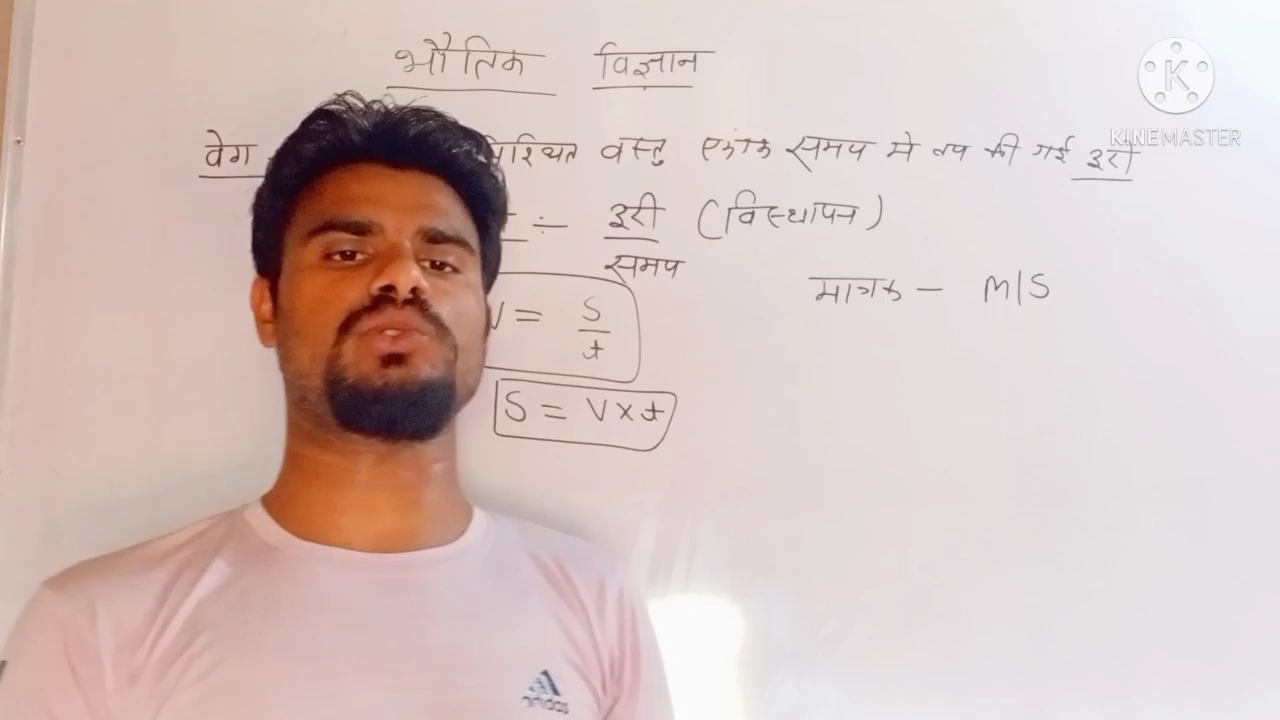 भौतिक विज्ञान
KINEMASTER
वेग - वस्तु एकांक समय मे तय की गई दुरी
÷ दुरी (विस्थापन)
समय
मात्रक - M/S
V = S/t
S = V×t
adidas